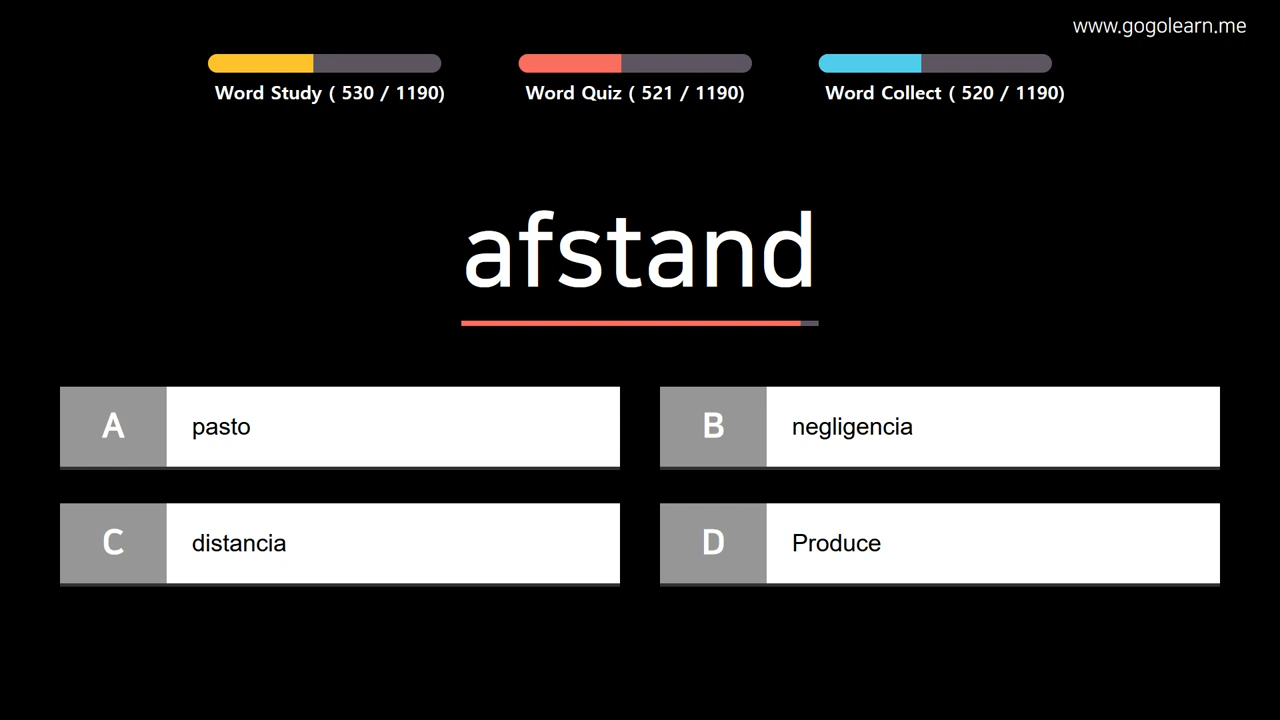 www.gogolearn.me
Word Study ( 530 / 1190)
Word Quiz ( 521 / 1190)
Word Collect ( 520 / 1190)
afstand
A pasto
B negligencia
C distancia
D Produce